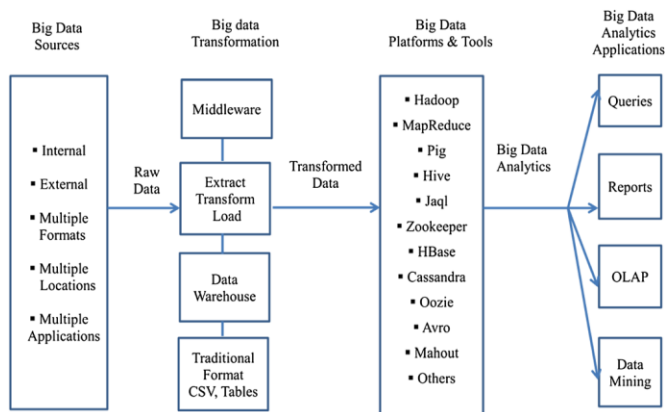 Big Data
Sources
Big data
Transformation
Big Data
Platforms & Tools
Big Data
Analytics
Applications
▪ Internal
▪ External
▪ Multiple
Formats
▪ Multiple
Locations
▪ Multiple
Applications
Raw
Data
Middleware
Extract
Transform
Load
Data
Warehouse
Traditional
Format
CSV, Tables
Transformed
Data
▪ Hadoop
▪ MapReduce
▪ Pig
▪ Hive
▪ Jaql
▪ Zookeeper
▪ HBase
▪ Cassandra
▪ Oozie
▪ Avro
▪ Mahout
▪ Others
Big Data
Analytics
Queries
Reports
OLAP
Data
Mining